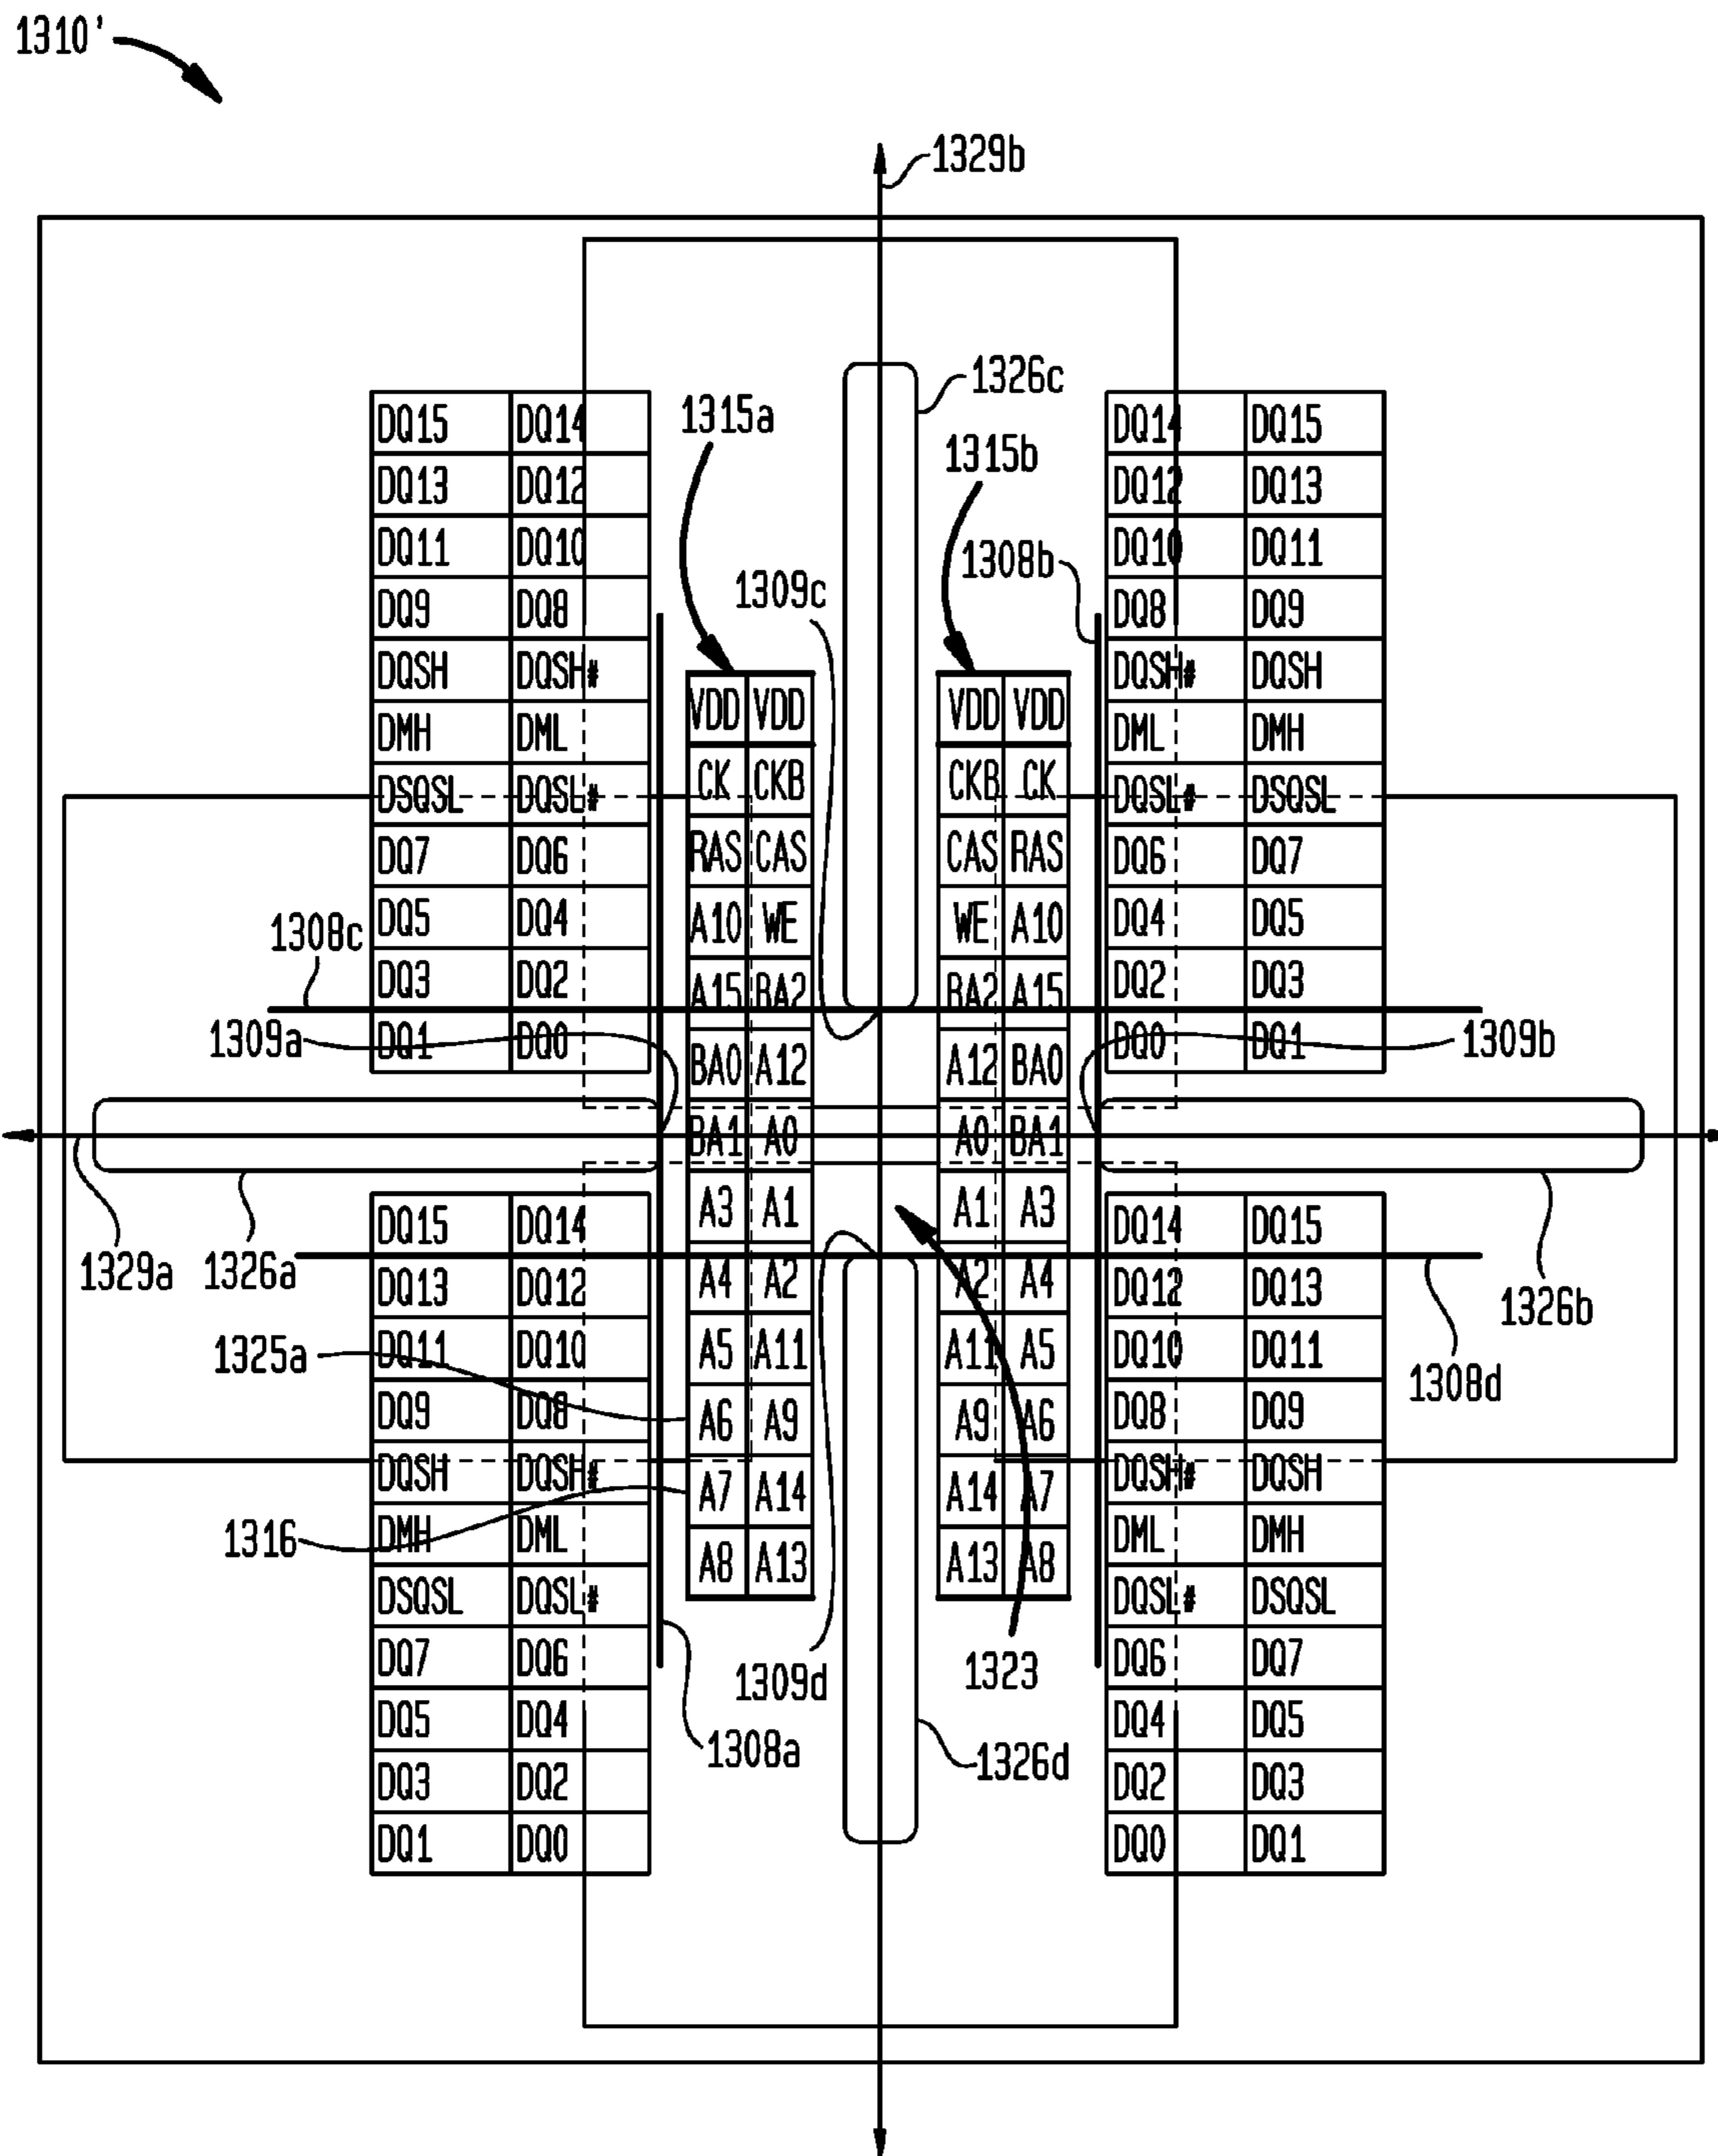 1310'
1329b
1326c
1315a
1315b
1308b
1309c
DQ15 DQ14
DQ13 DQ12
DQ11 DQ10
DQ9 DQ8
DQSH DQSH#
DMH DML
DSQSL DQSL#
DQ7 DQ6
DQ5 DQ4
DQ3 DQ2
DQ1 DQ0
VDD VDD
CK CKB
RAS CAS
A10 WE
A15 BA2
BA0 A12
BA1 A0
A3 A1
A4 A2
A5 A11
A6 A9
A7 A14
A8 A13
VDD VDD
CKB CK
CAS RAS
WE A10
BA2 A15
A12 BA0
A0 BA1
A1 A3
A2 A4
A11 A5
A9 A6
A14 A7
A13 A8
DQ14 DQ15
DQ12 DQ13
DQ10 DQ11
DQ8 DQ9
DQSH# DQSH
DML DMH
DQSL# DSQSL
DQ6 DQ7
DQ4 DQ5
DQ2 DQ3
DQ0 DQ1
1308c
1309a
1309b
1329a
1326a
1326b
1325a
1308d
1316
DQ15 DQ14
DQ13 DQ12
DQ11 DQ10
DQ9 DQ8
DQSH DQSH#
DMH DML
DSQSL DQSL#
DQ7 DQ6
DQ5 DQ4
DQ3 DQ2
DQ1 DQ0
DQ14 DQ15
DQ12 DQ13
DQ10 DQ11
DQ8 DQ9
DQSH# DQSH
DML DMH
DQSL# DSQSL
DQ6 DQ7
DQ4 DQ5
DQ2 DQ3
DQ0 DQ1
1309d
1323
1308a
1326d